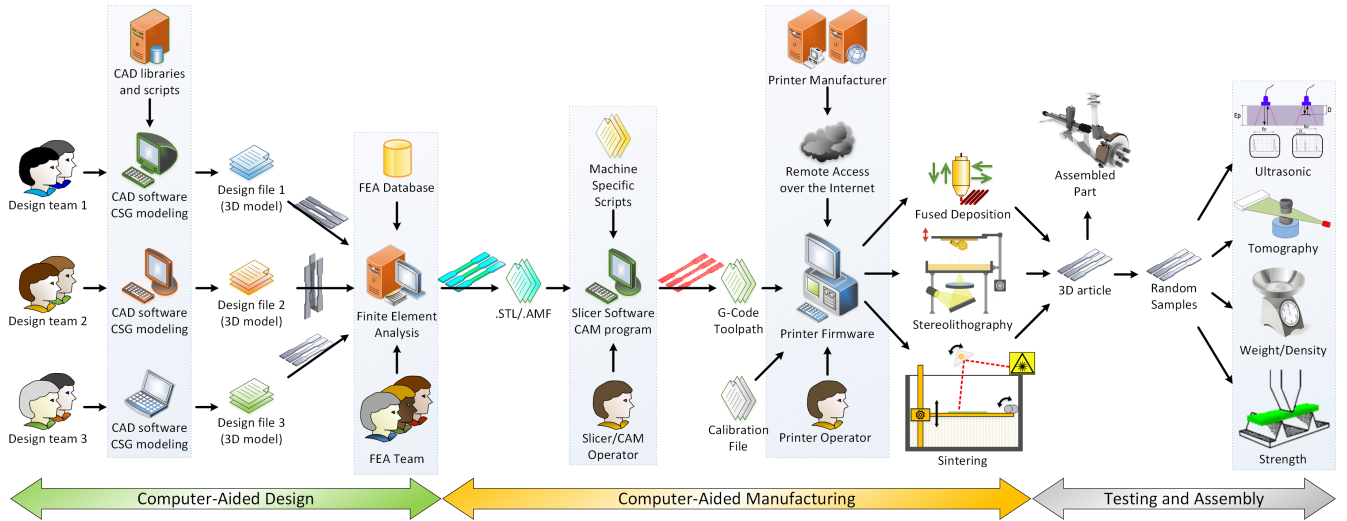 CAD libraries
and scripts
Design team 1
CAD software
CSG modeling
Design file 1
(3D model)
Design team 2
CAD software
CSG modeling
Design file 2
(3D model)
Design team 3
CAD software
CSG modeling
Design file 3
(3D model)
FEA Database
Finite Element
Analysis
FEA Team
.STL/.AMF
Machine
Specific
Scripts
Slicer Software
CAM program
Slicer/CAM
Operator
G-Code
Toolpath
Calibration
File
Printer Manufacturer
Remote Access
over the Internet
Printer Firmware
Printer Operator
Fused Deposition
Stereolithography
Sintering
Assembled
Part
3D article
Random
Samples
Ep
D
Ultrasonic
Tomography
Weight/Density
Strength
Computer-Aided Design
Computer-Aided Manufacturing
Testing and Assembly